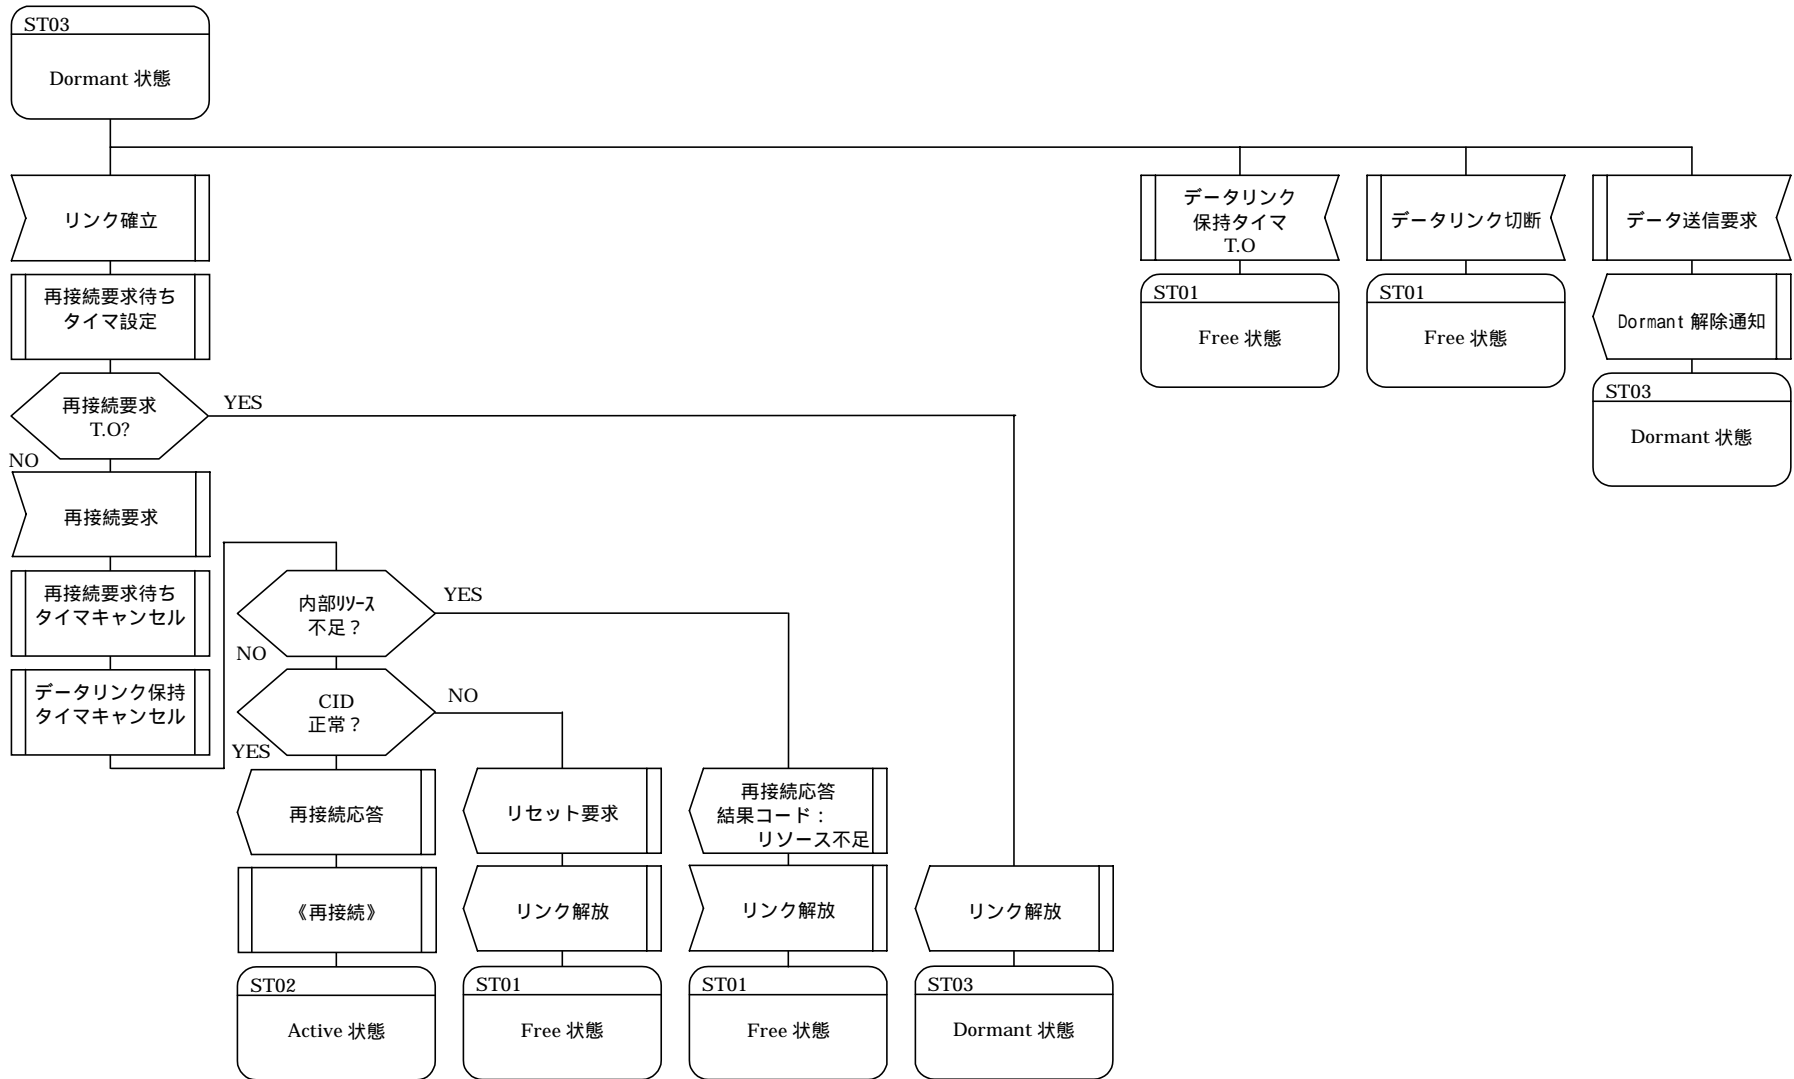 ST03
Dormant 状態
リンク確立
データリンク
保持タイマ
T.O
データリンク切断
データ送信要求
再接続要求待ち
タイマ設定
ST01
Free 状態
ST01
Free 状態
Dormant 解除通知
再接続要求
T.O?
YES
NO
ST03
Dormant 状態
再接続要求
再接続要求待ち
タイマキャンセル
データリンク保持
タイマキャンセル
内部ﾘｿｰｽ
不足？
YES
NO
CID
正常？
NO
YES
再接続応答
リセット要求
再接続応答
結果コード：
リソース不足
《再接続》
リンク解放
リンク解放
リンク解放
ST02
Active 状態
ST01
Free 状態
ST01
Free 状態
ST03
Dormant 状態